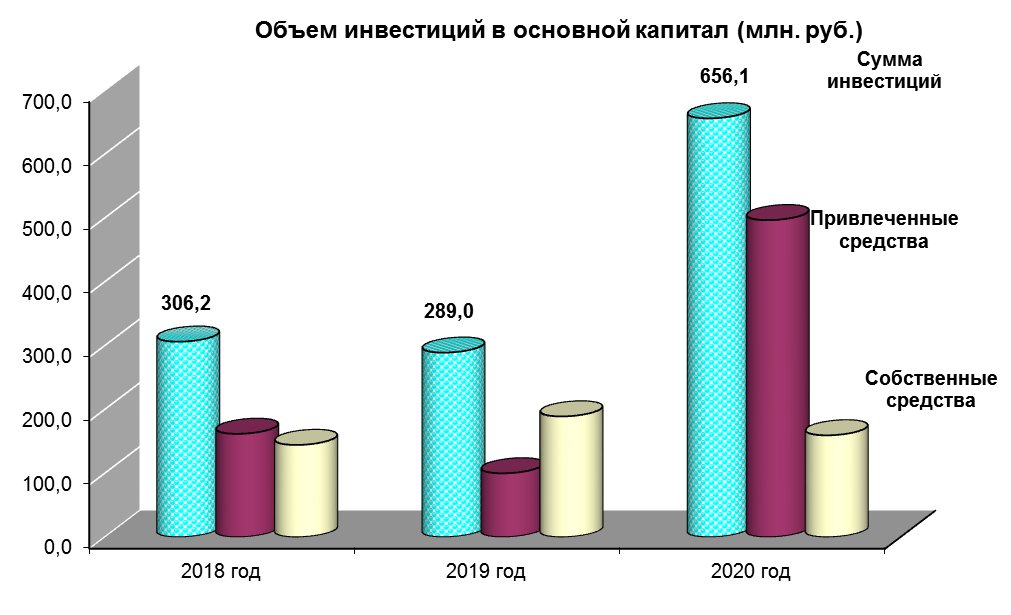 Объем инвестиций в основной капитал (млн. руб.)
Сумма
инвестиций
656,1
700,0
600,0
500,0
Привлеченные
средства
400,0
306,2
289,0
300,0
Собственные
средства
200,0
100,0
0,0
2018 год
2019 год
2020 год